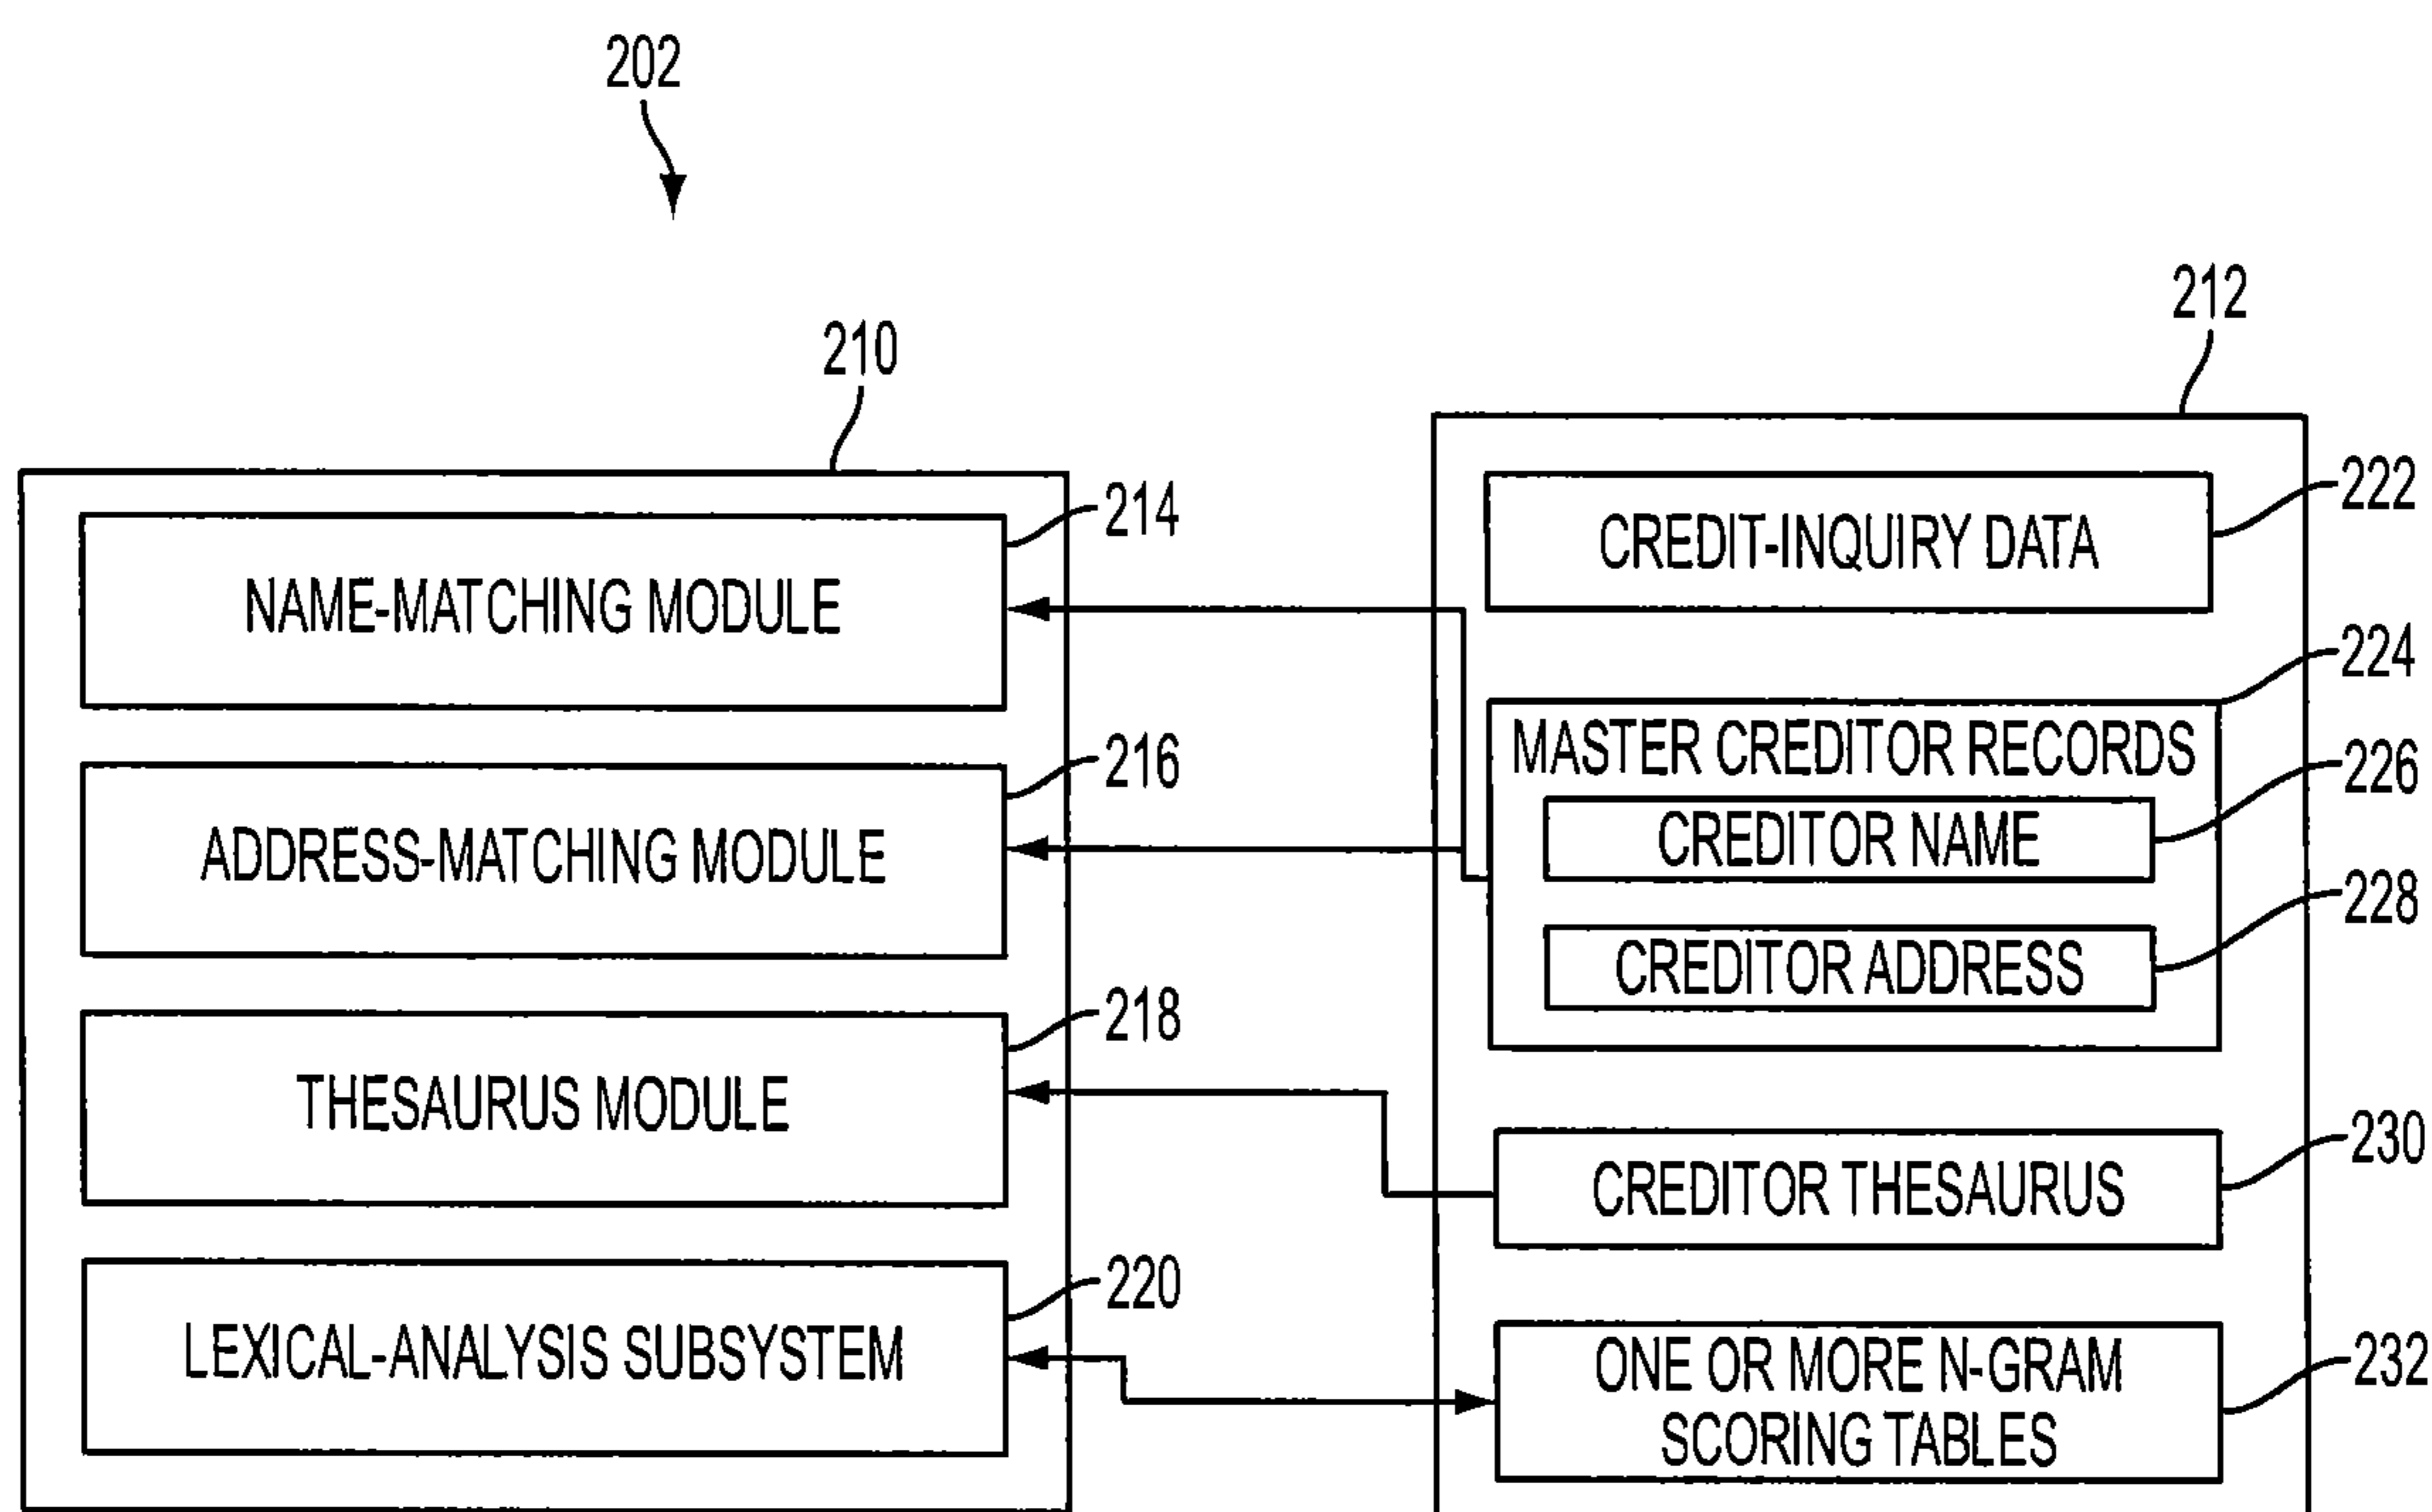 202
210
212
214
NAME-MATCHING MODULE
216
ADDRESS-MATCHING MODULE
218
THESAURUS MODULE
220
LEXICAL-ANALYSIS SUBSYSTEM
222
CREDIT-INQUIRY DATA
224
MASTER CREDITOR RECORDS
226
CREDITOR NAME
228
CREDITOR ADDRESS
230
CREDITOR THESAURUS
232
ONE OR MORE N-GRAM
SCORING TABLES